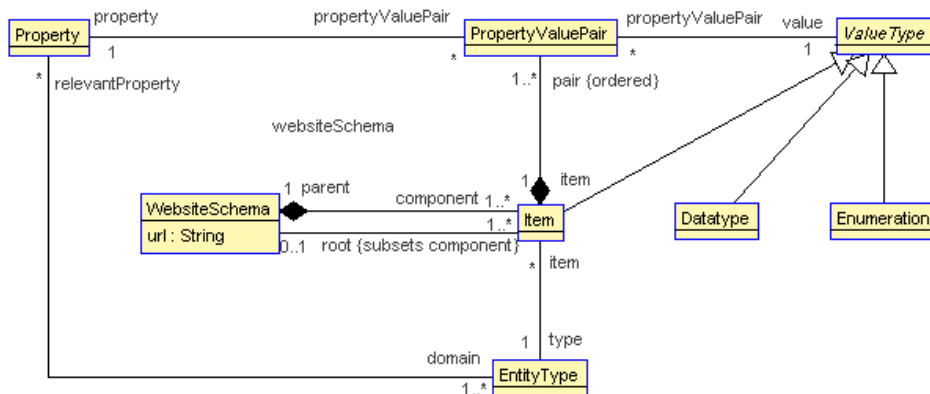 property propertyValuePair propertyValuePair value
Property PropertyValuePair ValueType
1 * * 1
* relevantProperty
1..* pair {ordered}
websiteSchema
1 item
1 parent component 1..*
WebsiteSchema Item Datatype Enumeration
url : String
1..*
0..1 root {subsets component}
* item
1 type
domain
EntityType
1..*